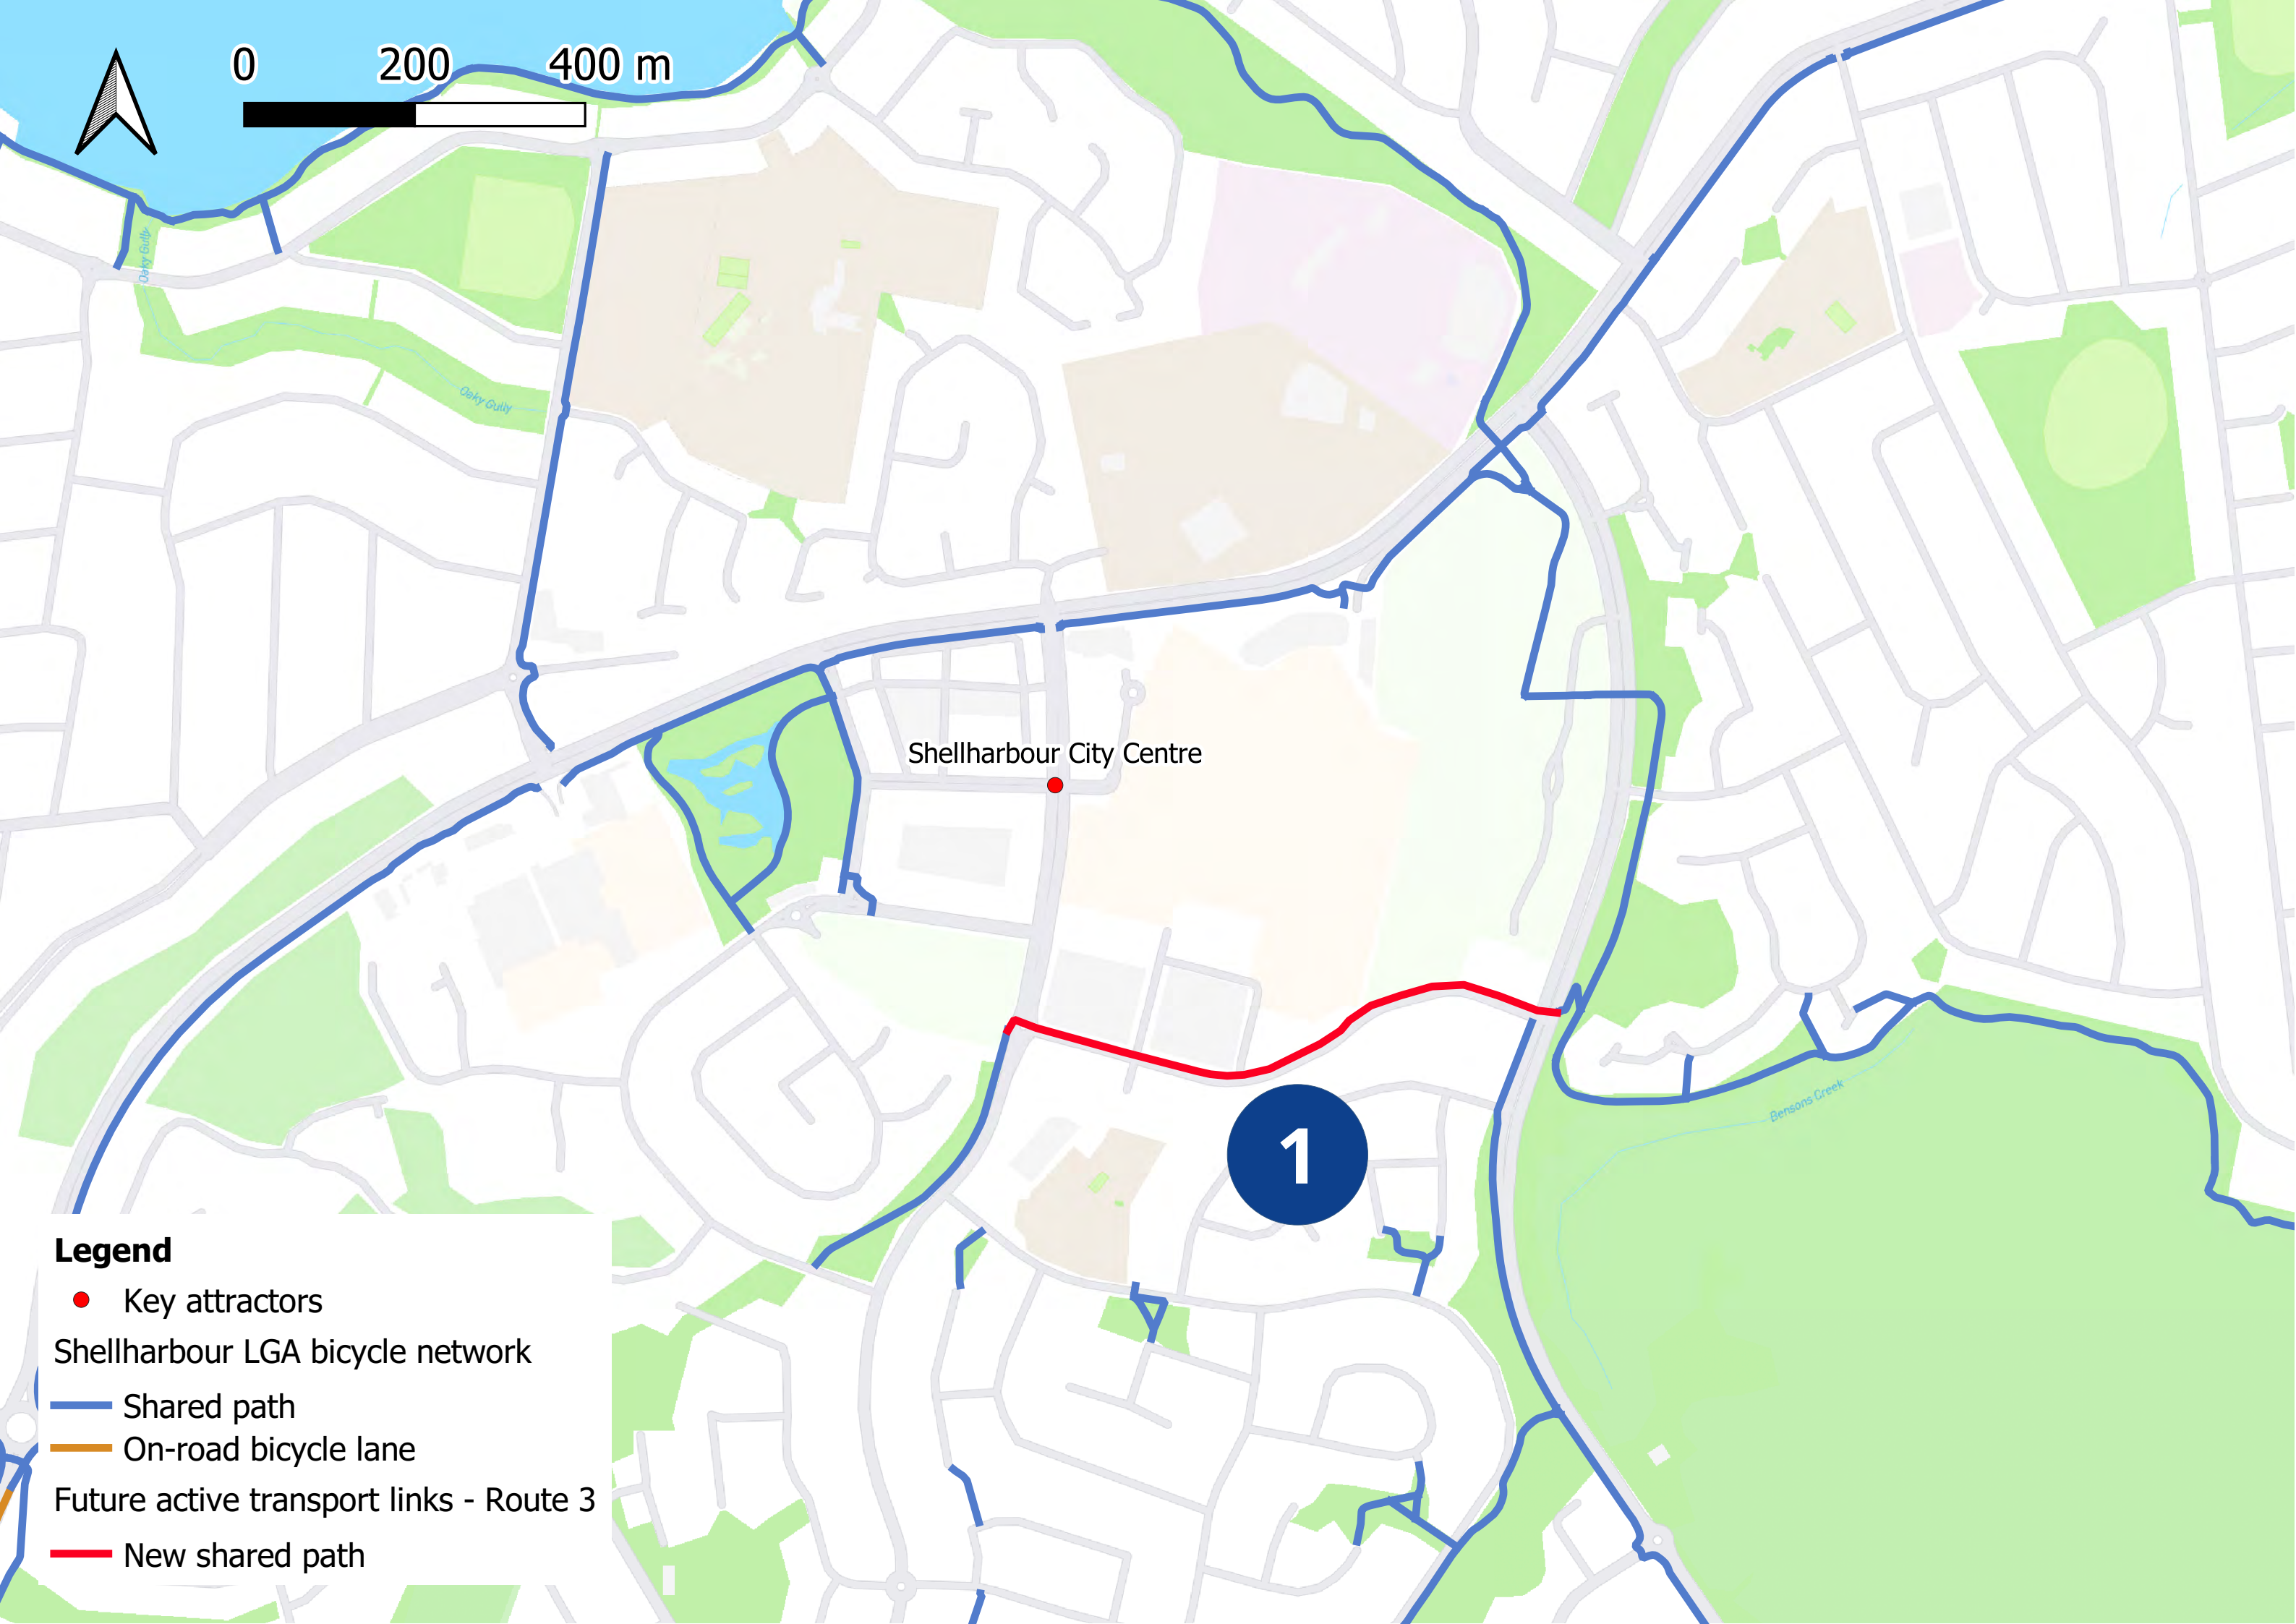 0 200 400 m
Oaky Gully
Oaky Gully
Shellharbour City Centre
Bensons Creek
1
Legend
Key attractors
Shellharbour LGA bicycle network
Shared path
On-road bicycle lane
Future active transport links - Route 3
New shared path